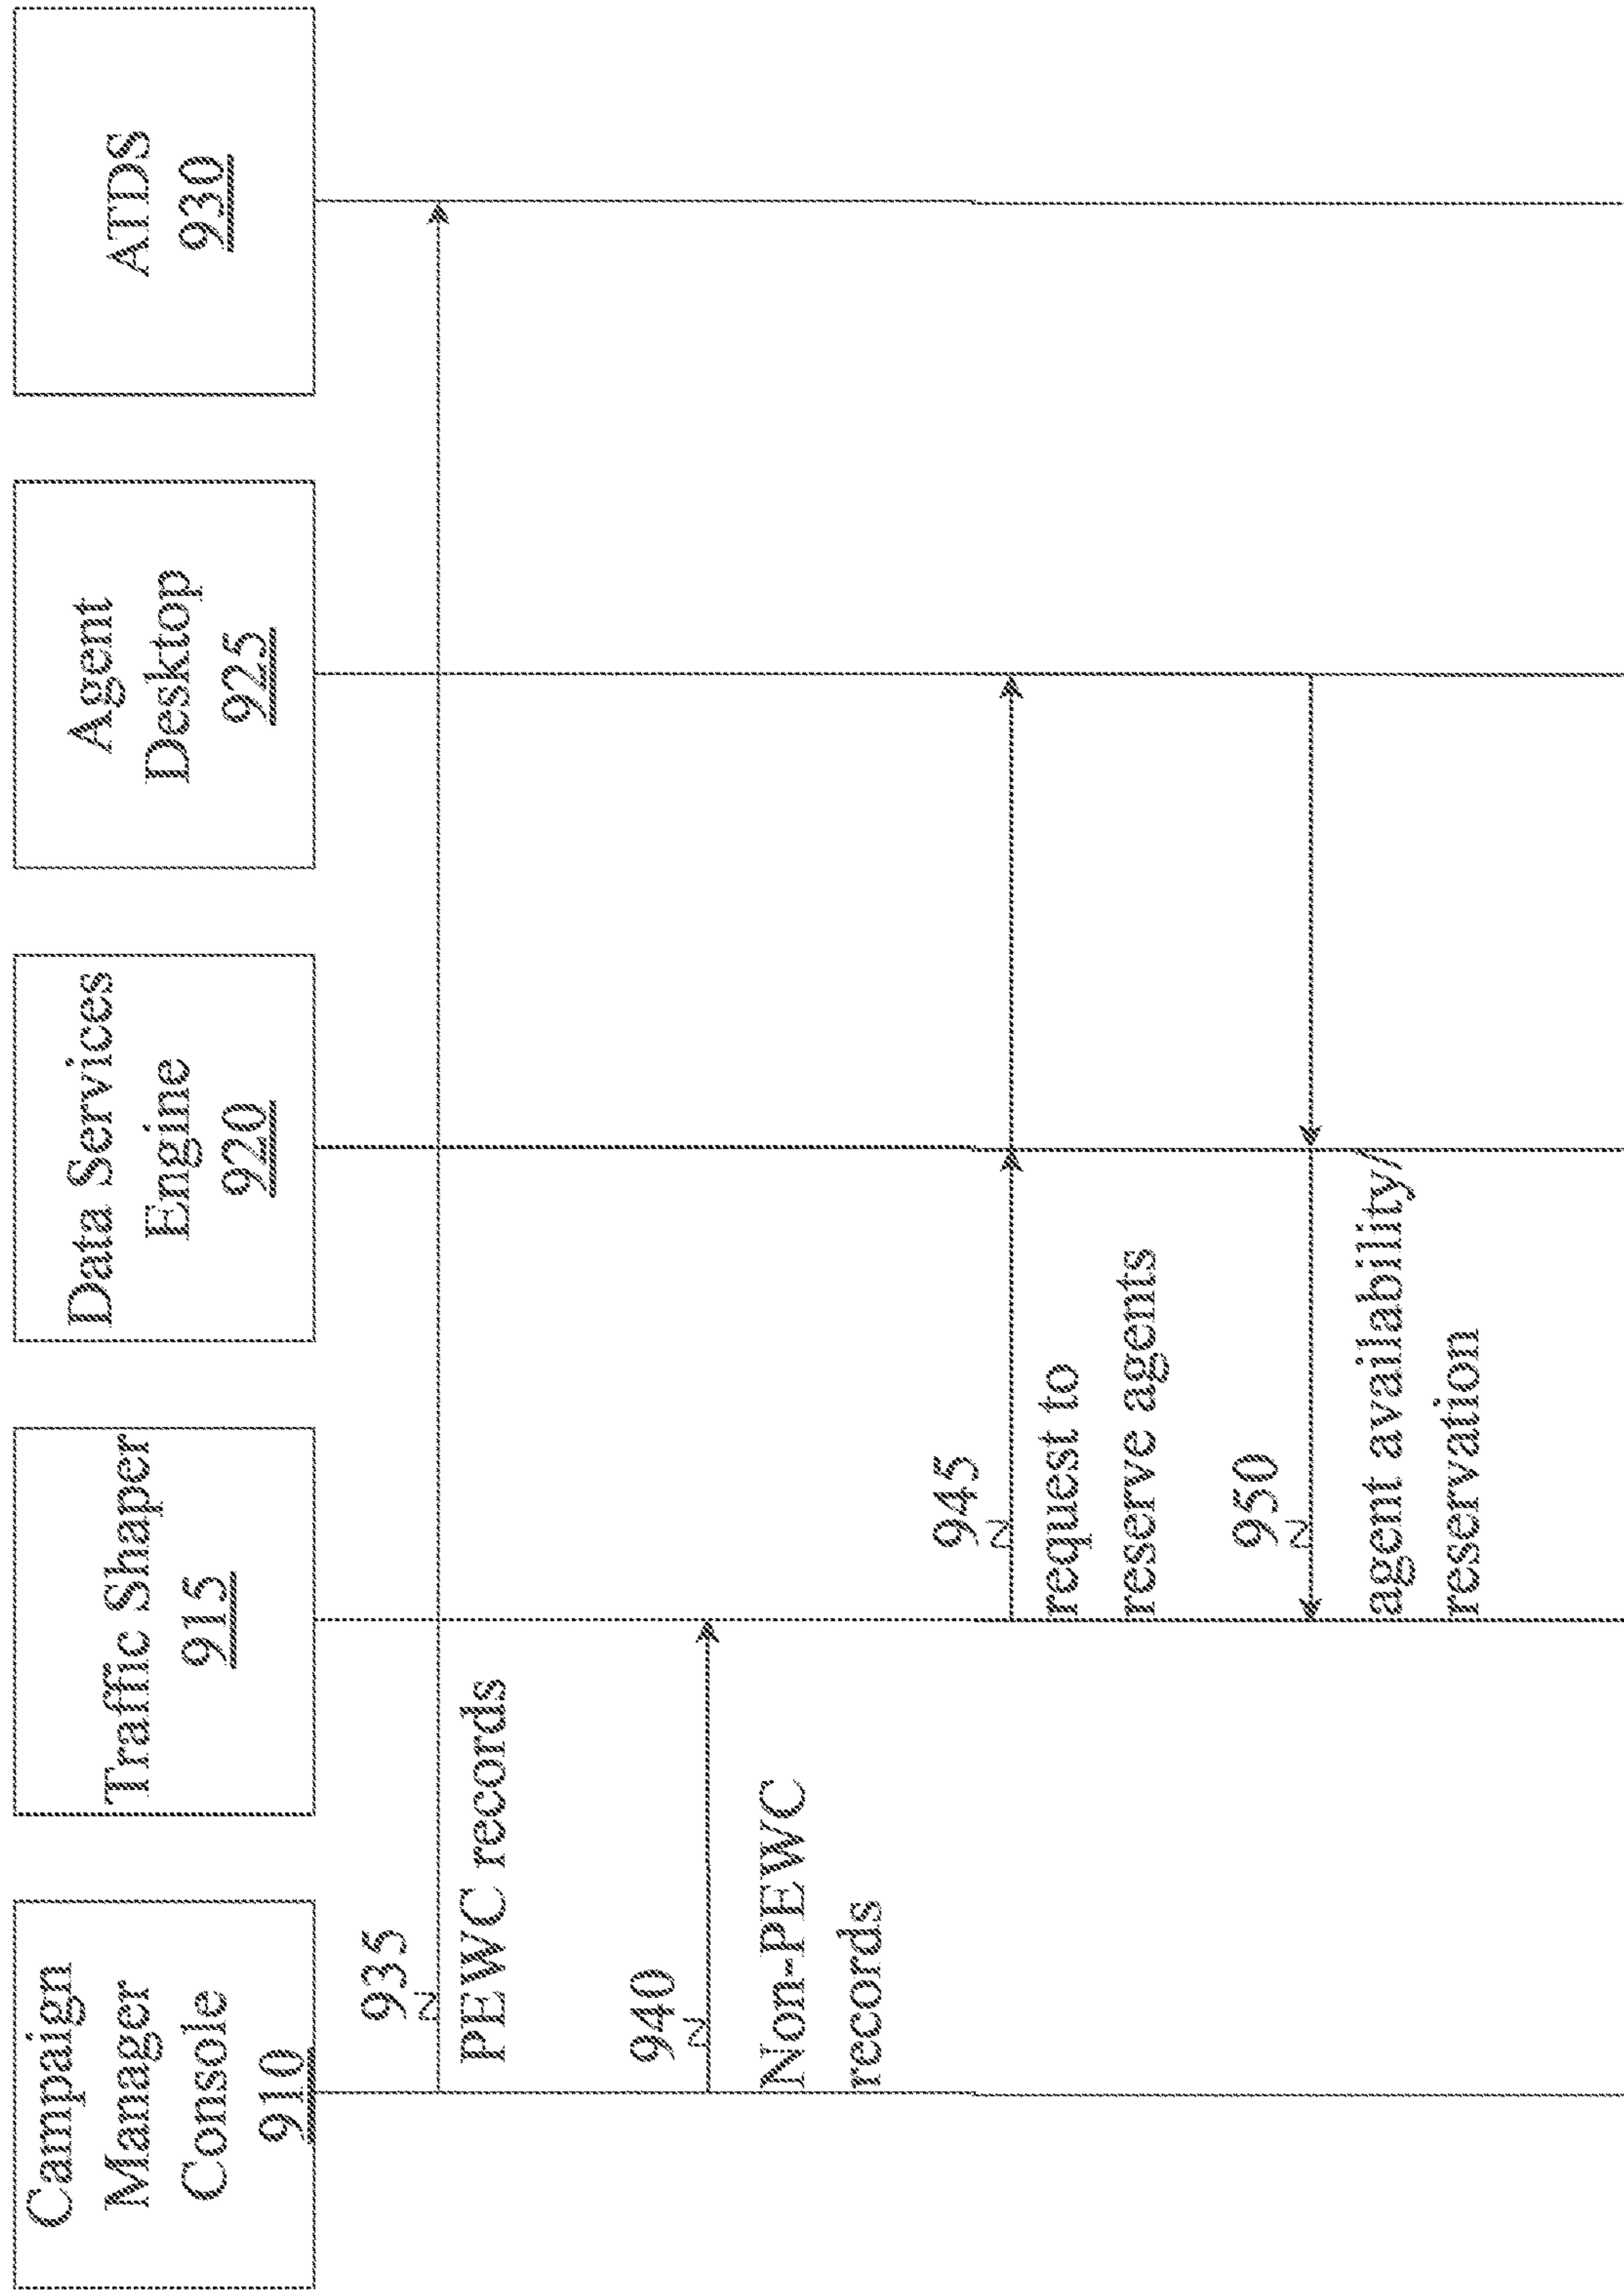 Campaign
Manager
Console
910
Traffic Shaper
915
Data Services
Engine
920
Agent
Desktop
925
ATDS
930
935
PEWC records
940
Non-PEWC
records
945
request to
reserve agents
950
agent availability/
reservation